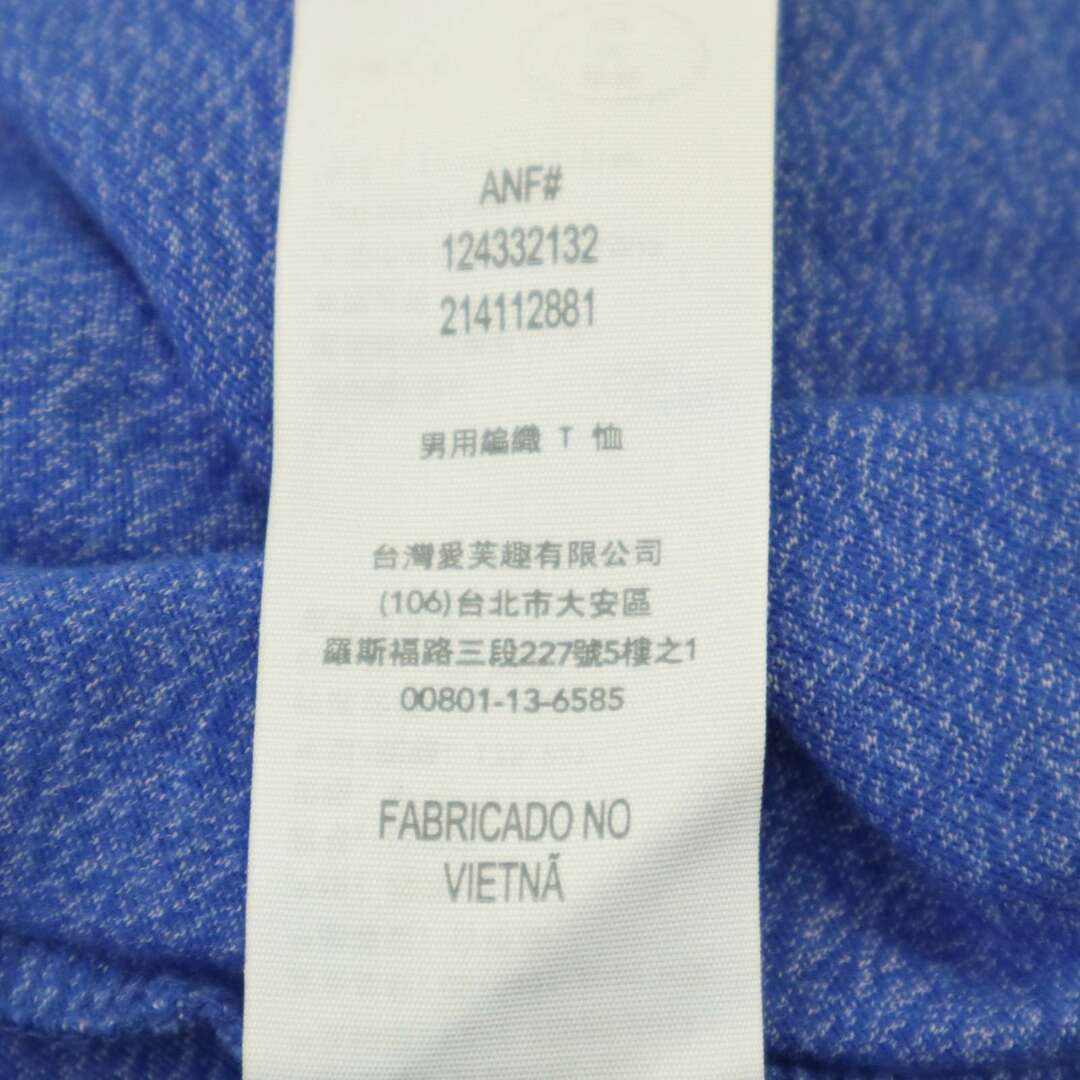 ANF#
124332132
214112881
男用編織 T 恤
台灣愛芙趣有限公司
(106)台北市大安區
羅斯福路三段227號5樓之1
00801-13-6585
FABRICADO NO
VIETNÃ